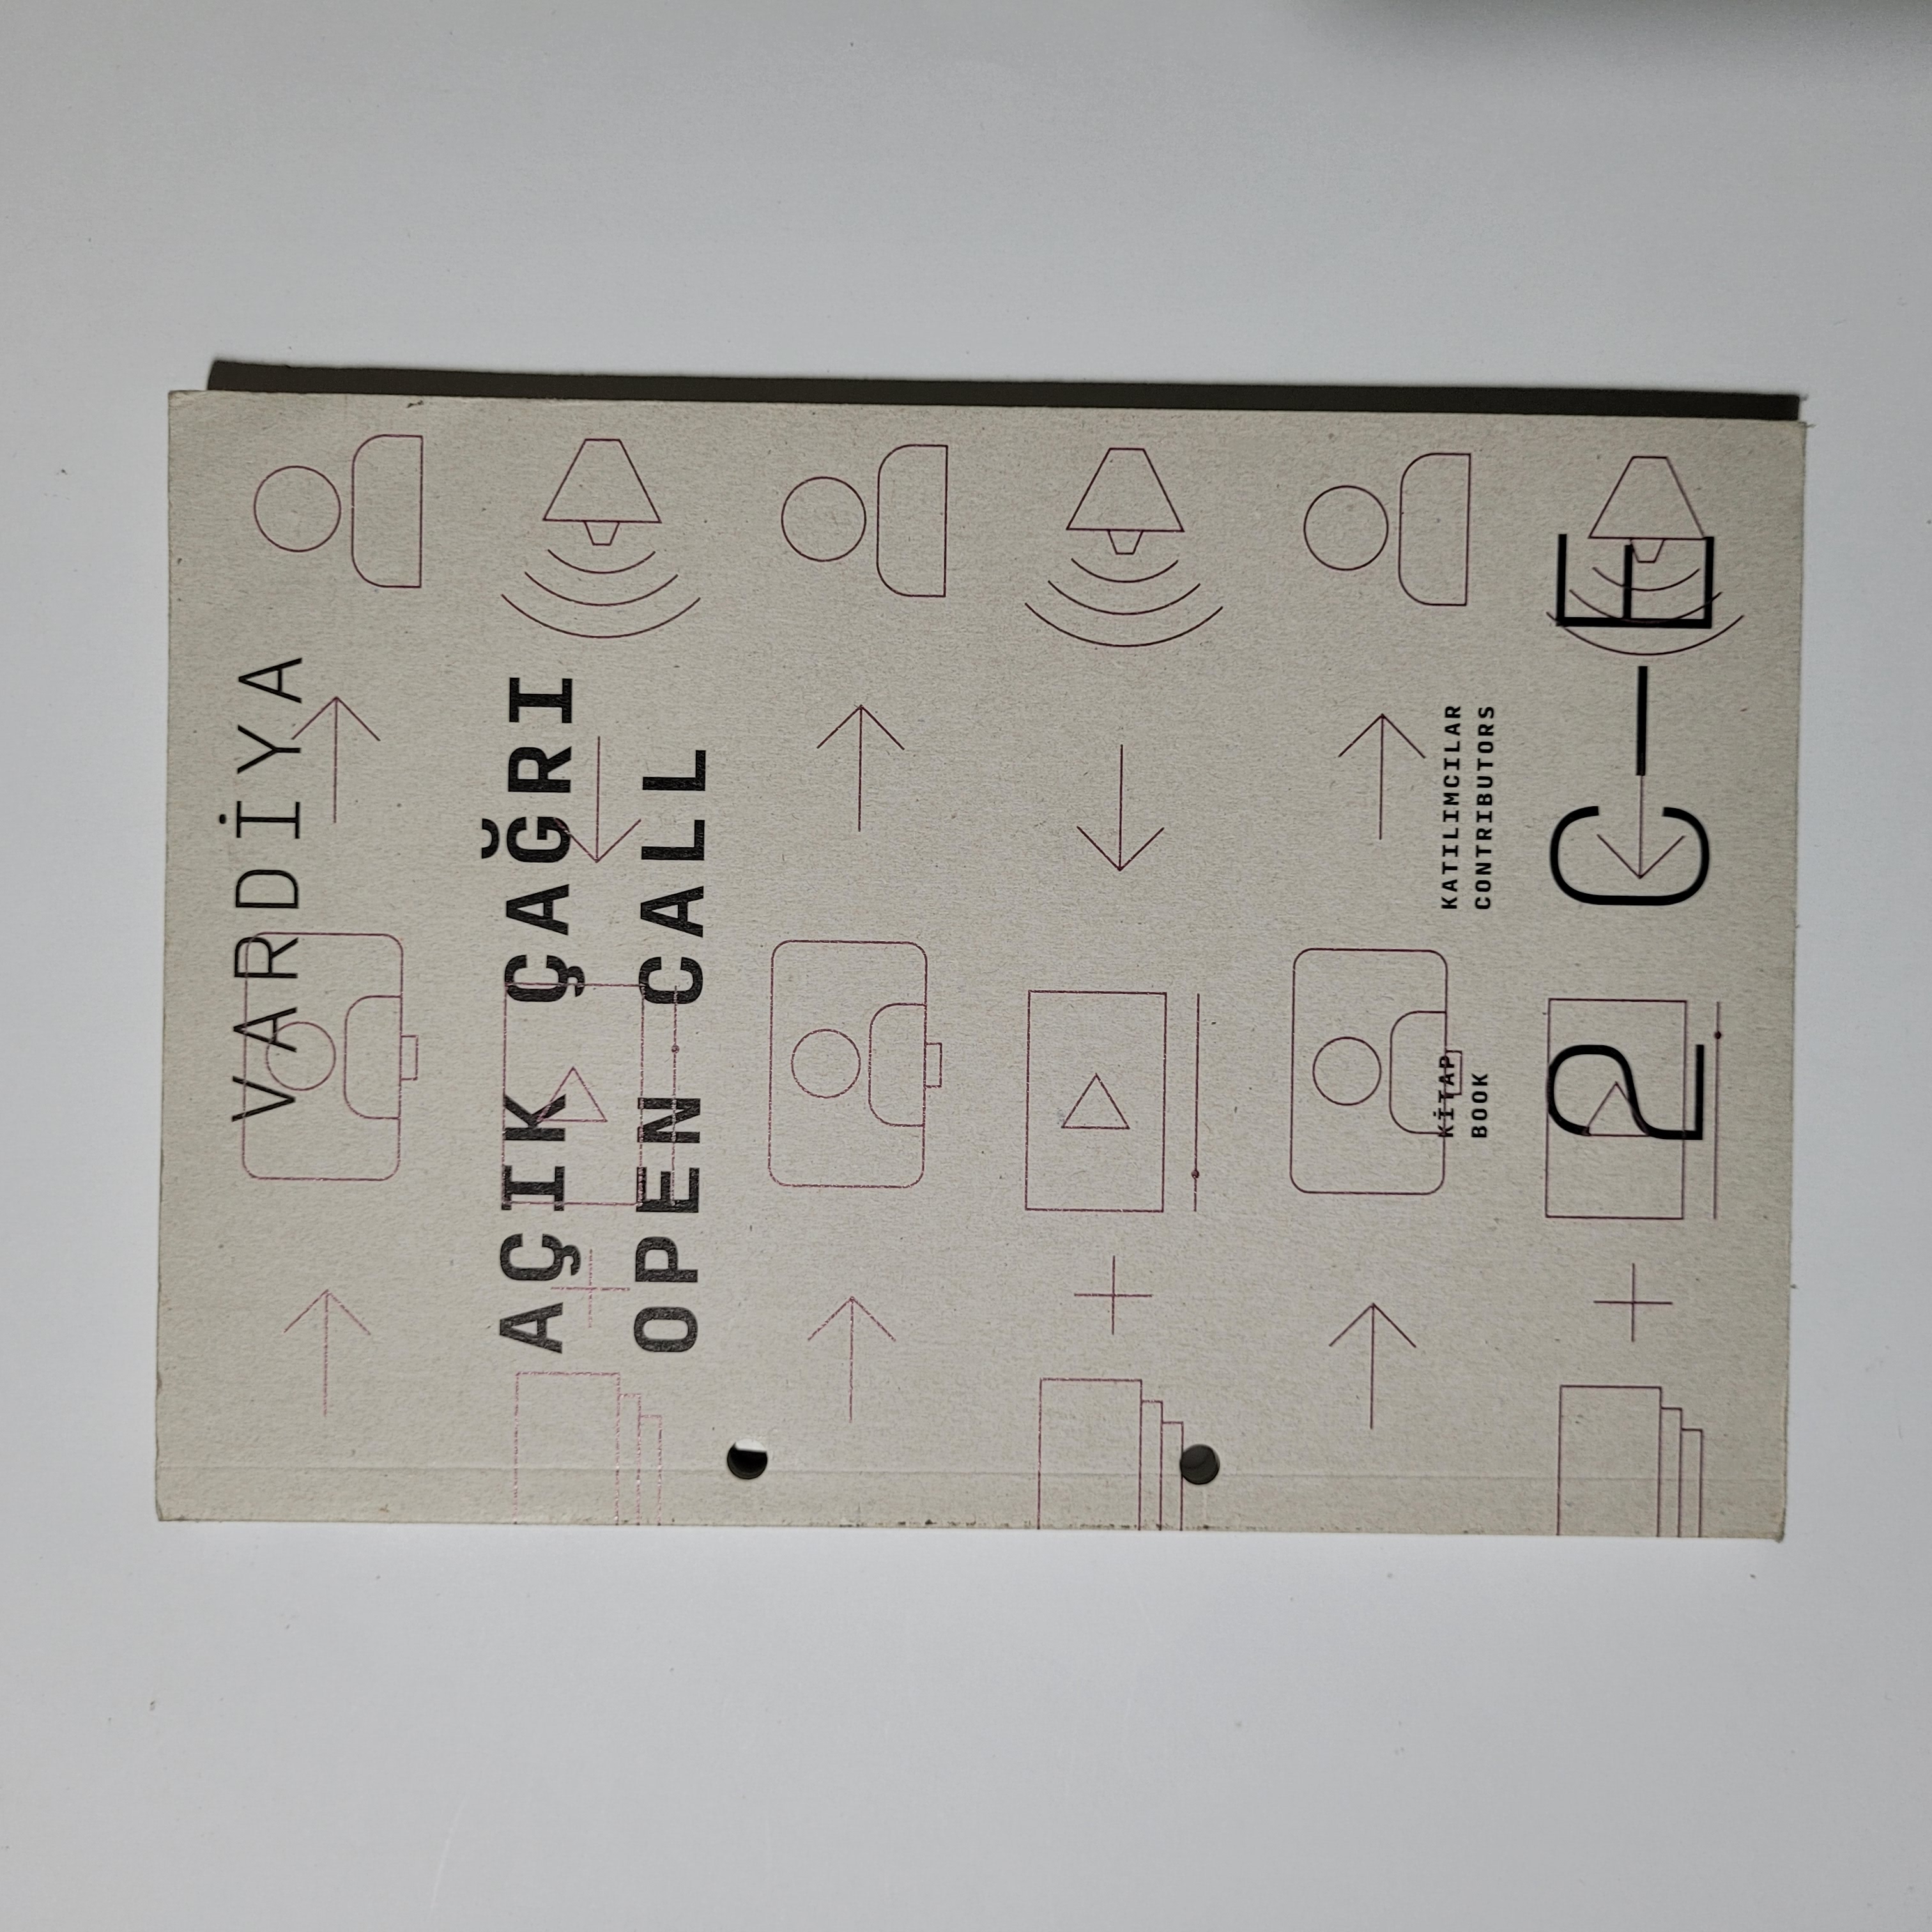 VARDİYA
AÇIK ÇAĞRI
OPEN CALL
KİTAP
BOOK
KATILIMCILAR
CONTRIBUTORS
2 C—E